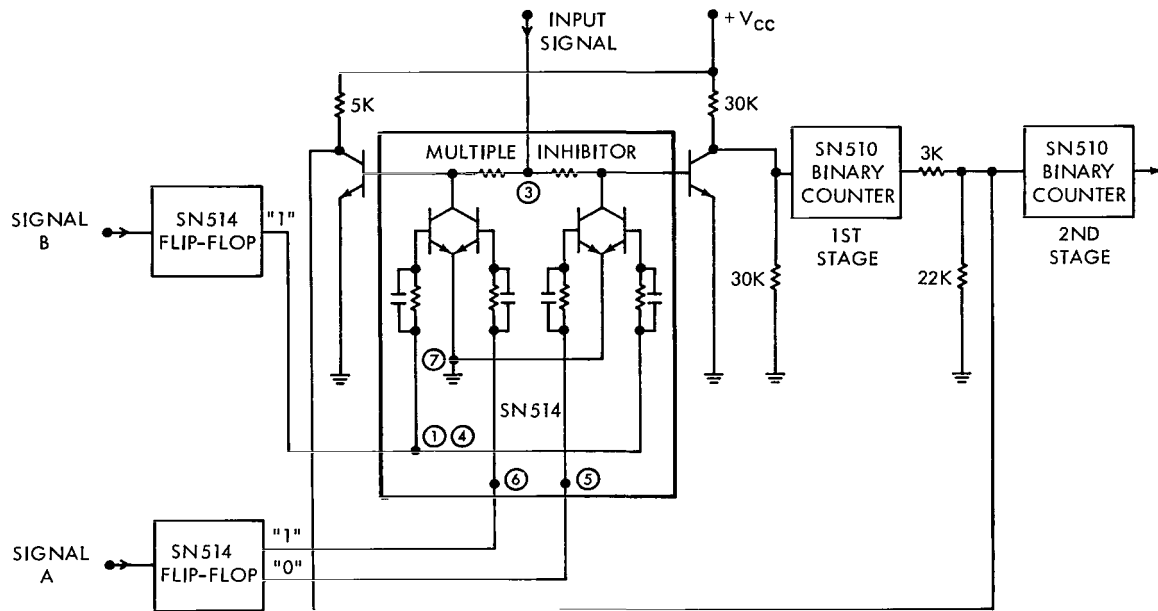 INPUT
SIGNAL
+ VCC
5K
30K
MULTIPLE INHIBITOR
SN510
BINARY
COUNTER
1ST
STAGE
3K
SN510
BINARY
COUNTER
2ND
STAGE
3
SIGNAL
B
SN514
FLIP-FLOP
"1"
30K
22K
7
SN514
1 4
6 5
SIGNAL
A
SN514
FLIP-FLOP
"1"
"0"